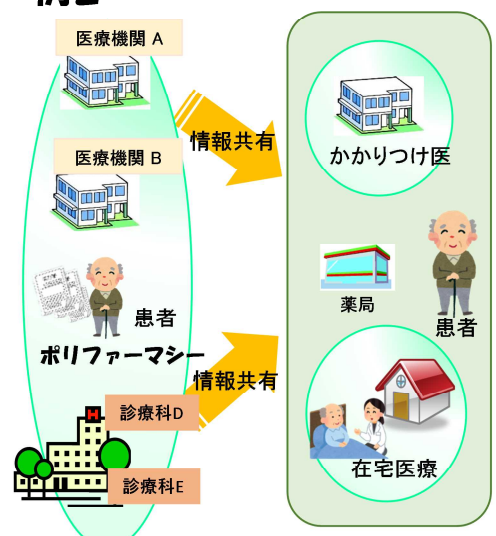 医療機関 A
情報共有
医療機関 B
患者
ポリファーマシー
情報共有
診療科D
診療科E
かかりつけ医
薬局
患者
在宅医療
H